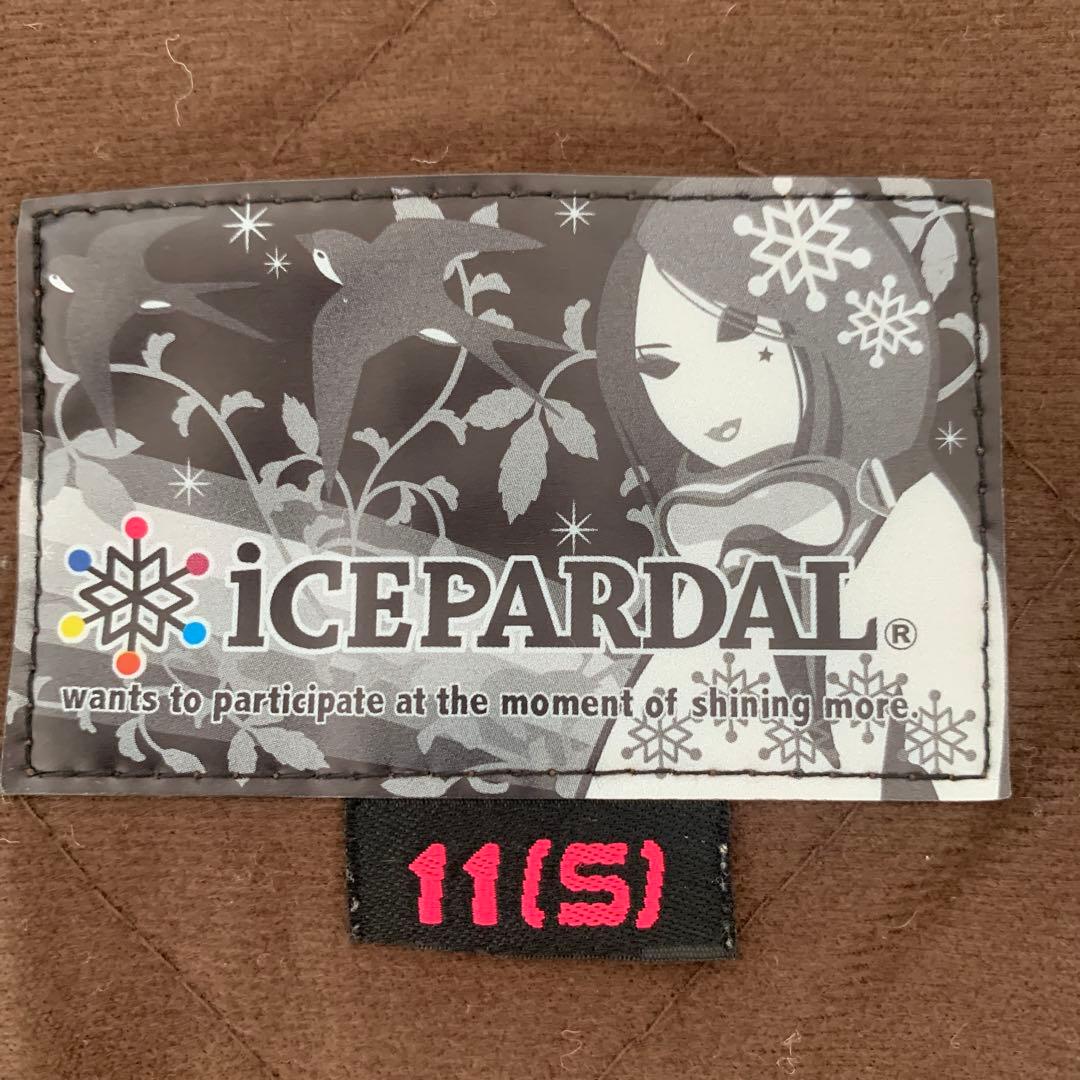 iCEPARDAL®
wants to participate at the moment of shining more.
11(S)